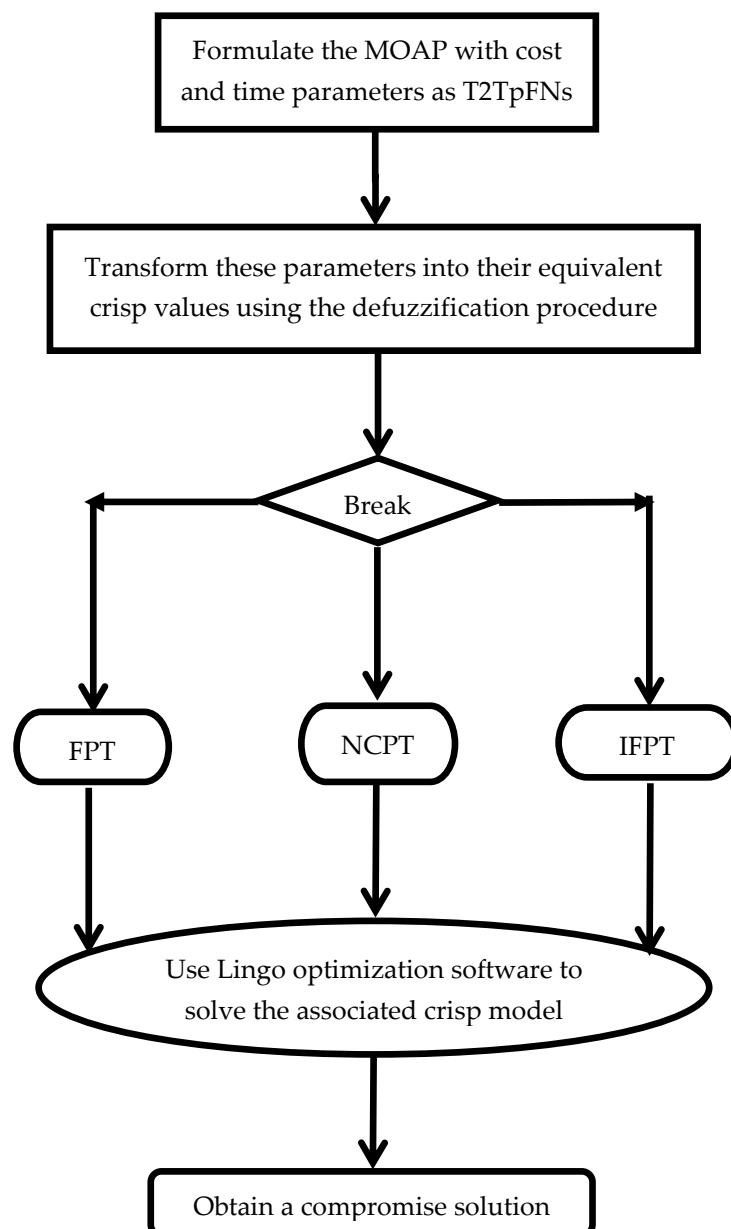 Formulate the MOAP with cost
and time parameters as T2TpFNs
Transform these parameters into their equivalent
crisp values using the defuzzification procedure
Break
FPT
NCPT
IFPT
Use Lingo optimization software to
solve the associated crisp model
Obtain a compromise solution